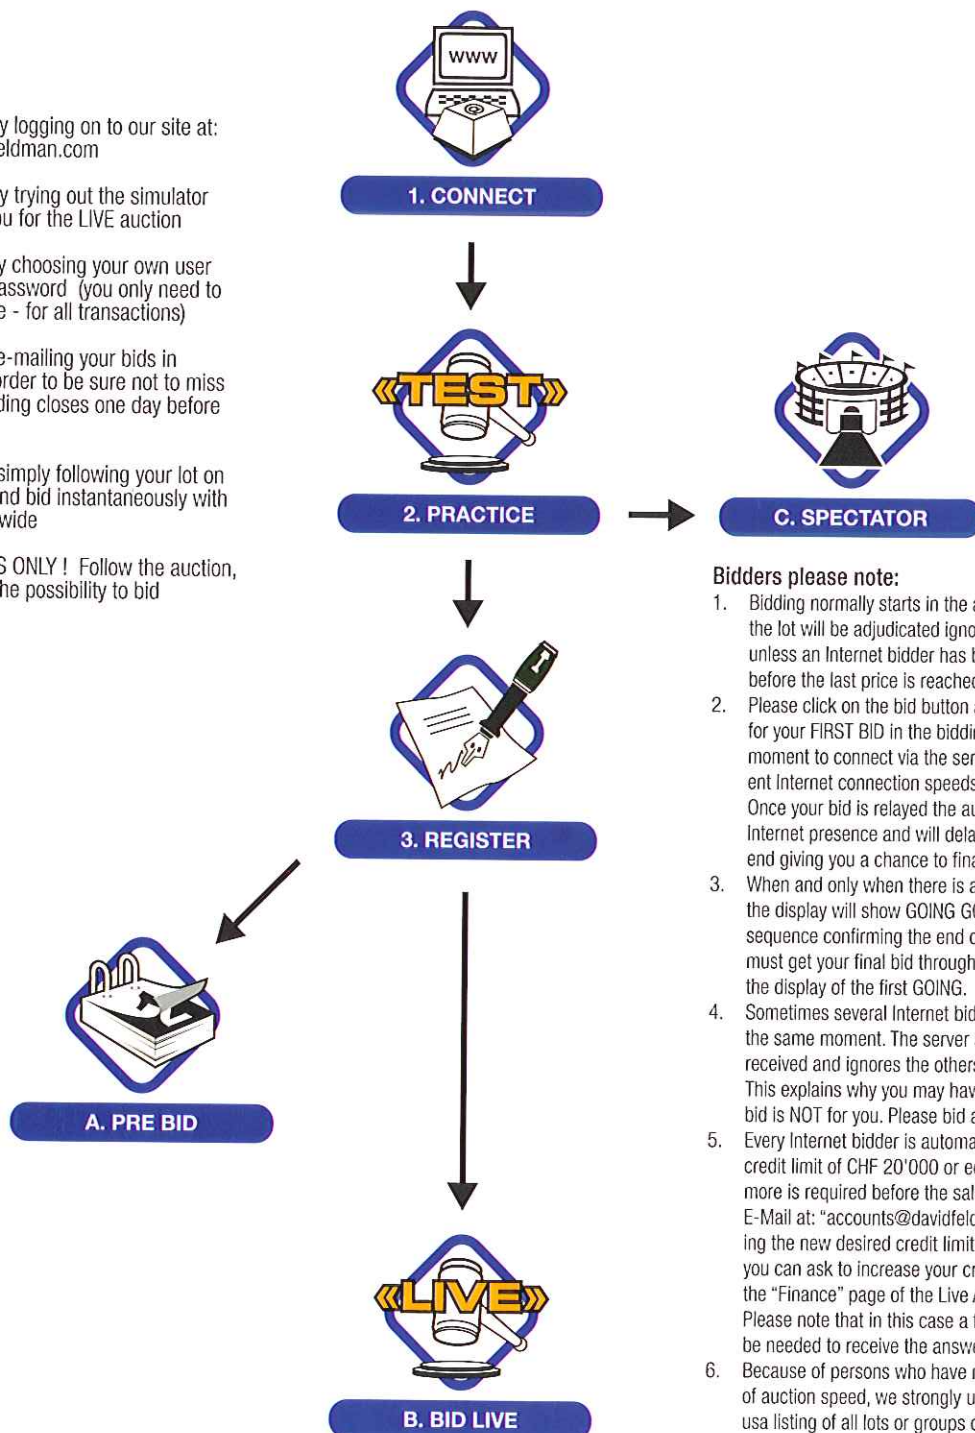 www
@
1. CONNECT
y logging on to our site at:
eldman.com
y trying out the simulator
ou for the LIVE auction
y choosing your own user
assword (you only need to
e - for all transactions)
e-mailing your bids in
order to be sure not to miss
ding closes one day before
simply following your lot on
nd bid instantaneously with
wide
S ONLY ! Follow the auction,
he possibility to bid
«TEST»
2. PRACTICE
C. SPECTATOR
3. REGISTER
A. PRE BID
«LIVE»
B. BID LIVE
Bidders please note:
1. Bidding normally starts in the a
the lot will be adjudicated igno
unless an Internet bidder has b
before the last price is reached
2. Please click on the bid button a
for your FIRST BID in the biddin
moment to connect via the ser
ent Internet connection speeds
Once your bid is relayed the au
Internet presence and will dela
end giving you a chance to fina
3. When and only when there is a
the display will show GOING GO
sequence confirming the end o
must get your final bid through
the display of the first GOING.
4. Sometimes several Internet bid
the same moment. The server
received and ignores the others
This explains why you may hav
bid is NOT for you. Please bid a
5. Every Internet bidder is automa
credit limit of CHF 20'000 or e
more is required before the sal
E-Mail at: "accounts@davidfeld
ing the new desired credit limit
you can ask to increase your cr
the "Finance" page of the Live A
Please note that in this case a f
be needed to receive the answe
6. Because of persons who have r
of auction speed, we strongly u
usa listing of all lots or groups o